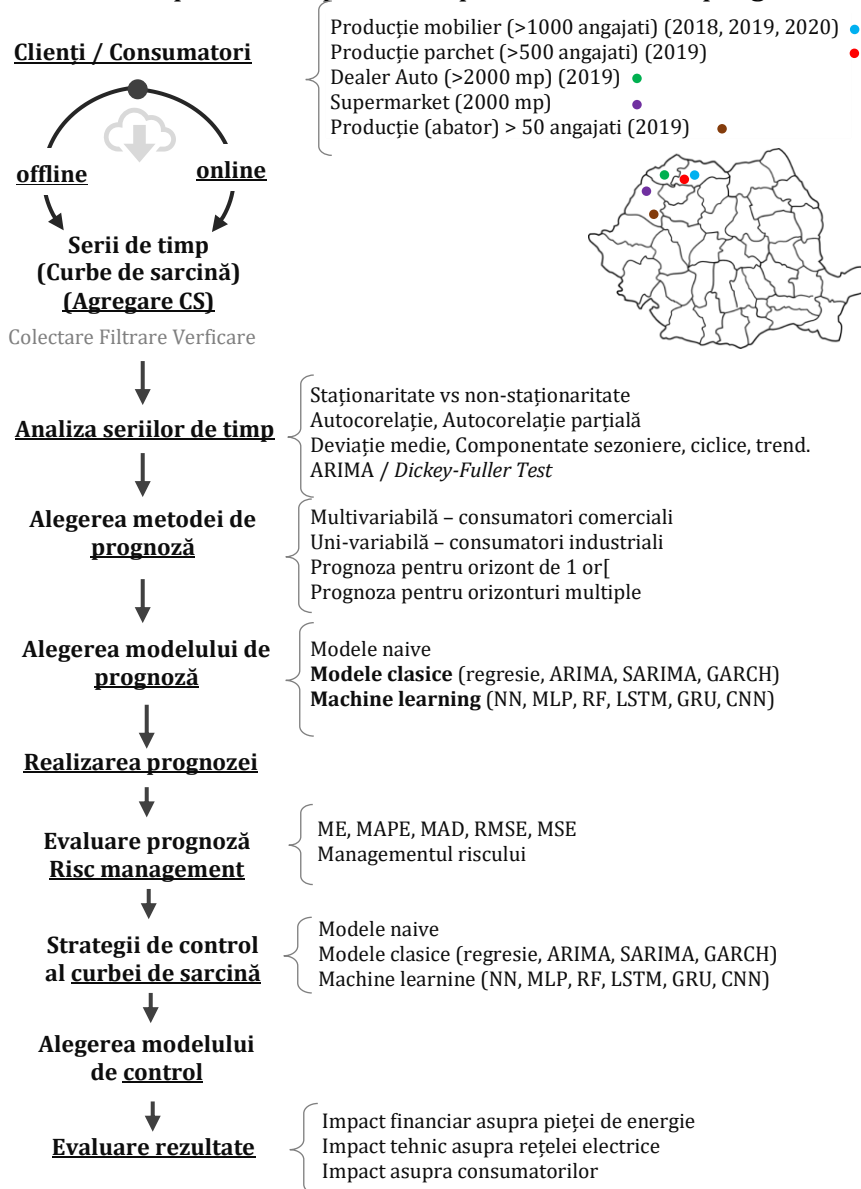 Clienți / Consumatori
Producție mobilier (>1000 angajati) (2018, 2019, 2020)
Producție parchet (>500 angajati) (2019)
Dealer Auto (>2000 mp) (2019)
Supermarket (2000 mp)
Producție (abator) > 50 angajati (2019)
offline
online
Serii de timp
(Curbe de sarcină)
(Agregare CS)
Colectare Filtrare Verficare
Analiza seriilor de timp
Staționaritate vs non-staționaritate
Autocorelație, Autocorelație parțială
Deviație medie, Componentate sezoniere, ciclice, trend.
ARIMA / Dickey-Fuller Test
Alegerea metodei de
prognoză
Multivariabilă – consumatori comerciali
Uni-variabilă – consumatori industriali
Prognoza pentru orizont de 1 or[
Prognoza pentru orizonturi multiple
Alegerea modelului de
prognoză
Modele naive
Modele clasice (regresie, ARIMA, SARIMA, GARCH)
Machine learning (NN, MLP, RF, LSTM, GRU, CNN)
Realizarea prognozei
Evaluare prognoză
Risc management
ME, MAPE, MAD, RMSE, MSE
Managementul riscului
Strategii de control
al curbei de sarcină
Modele naive
Modele clasice (regresie, ARIMA, SARIMA, GARCH)
Machine learnine (NN, MLP, RF, LSTM, GRU, CNN)
Alegerea modelului
de control
Evaluare rezultate
Impact financiar asupra pieței de energie
Impact tehnic asupra rețelei electrice
Impact asupra consumatorilor